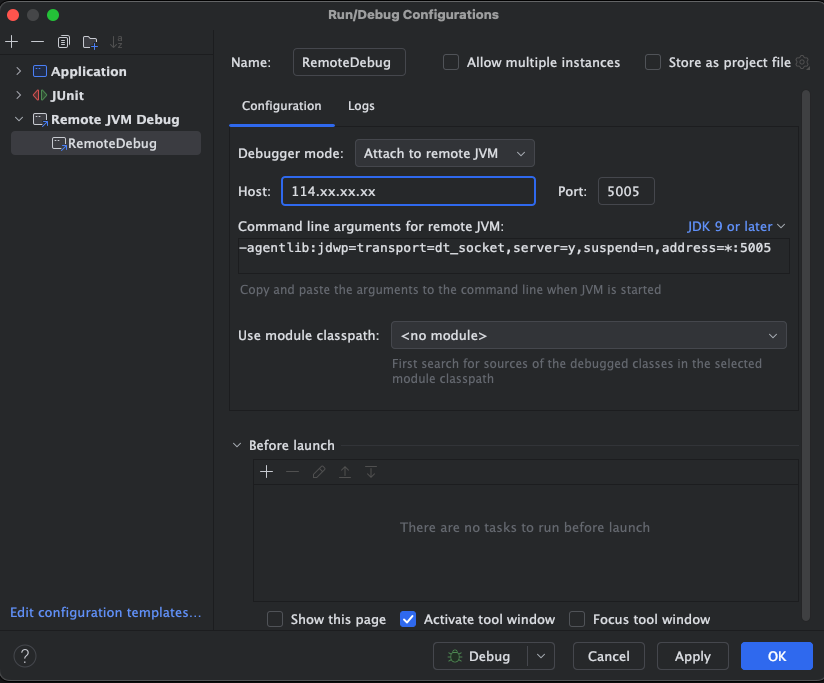 Run/Debug Configurations
Application
JUnit
Remote JVM Debug
RemoteDebug
Edit configuration templates...
Name:
RemoteDebug
Allow multiple instances
Store as project file
Configuration
Logs
Debugger mode:
Attach to remote JVM
Host:
114.xx.xx.xx
Port:
5005
Command line arguments for remote JVM:
JDK 9 or later
-agentlib:jdwp=transport=dt_socket,server=y,suspend=n,address=*:5005
Copy and paste the arguments to the command line when JVM is started
Use module classpath:
<no module>
First search for sources of the debugged classes in the selected
module classpath
Before launch
There are no tasks to run before launch
Show this page
Activate tool window
Focus tool window
?
Debug
Cancel
Apply
OK